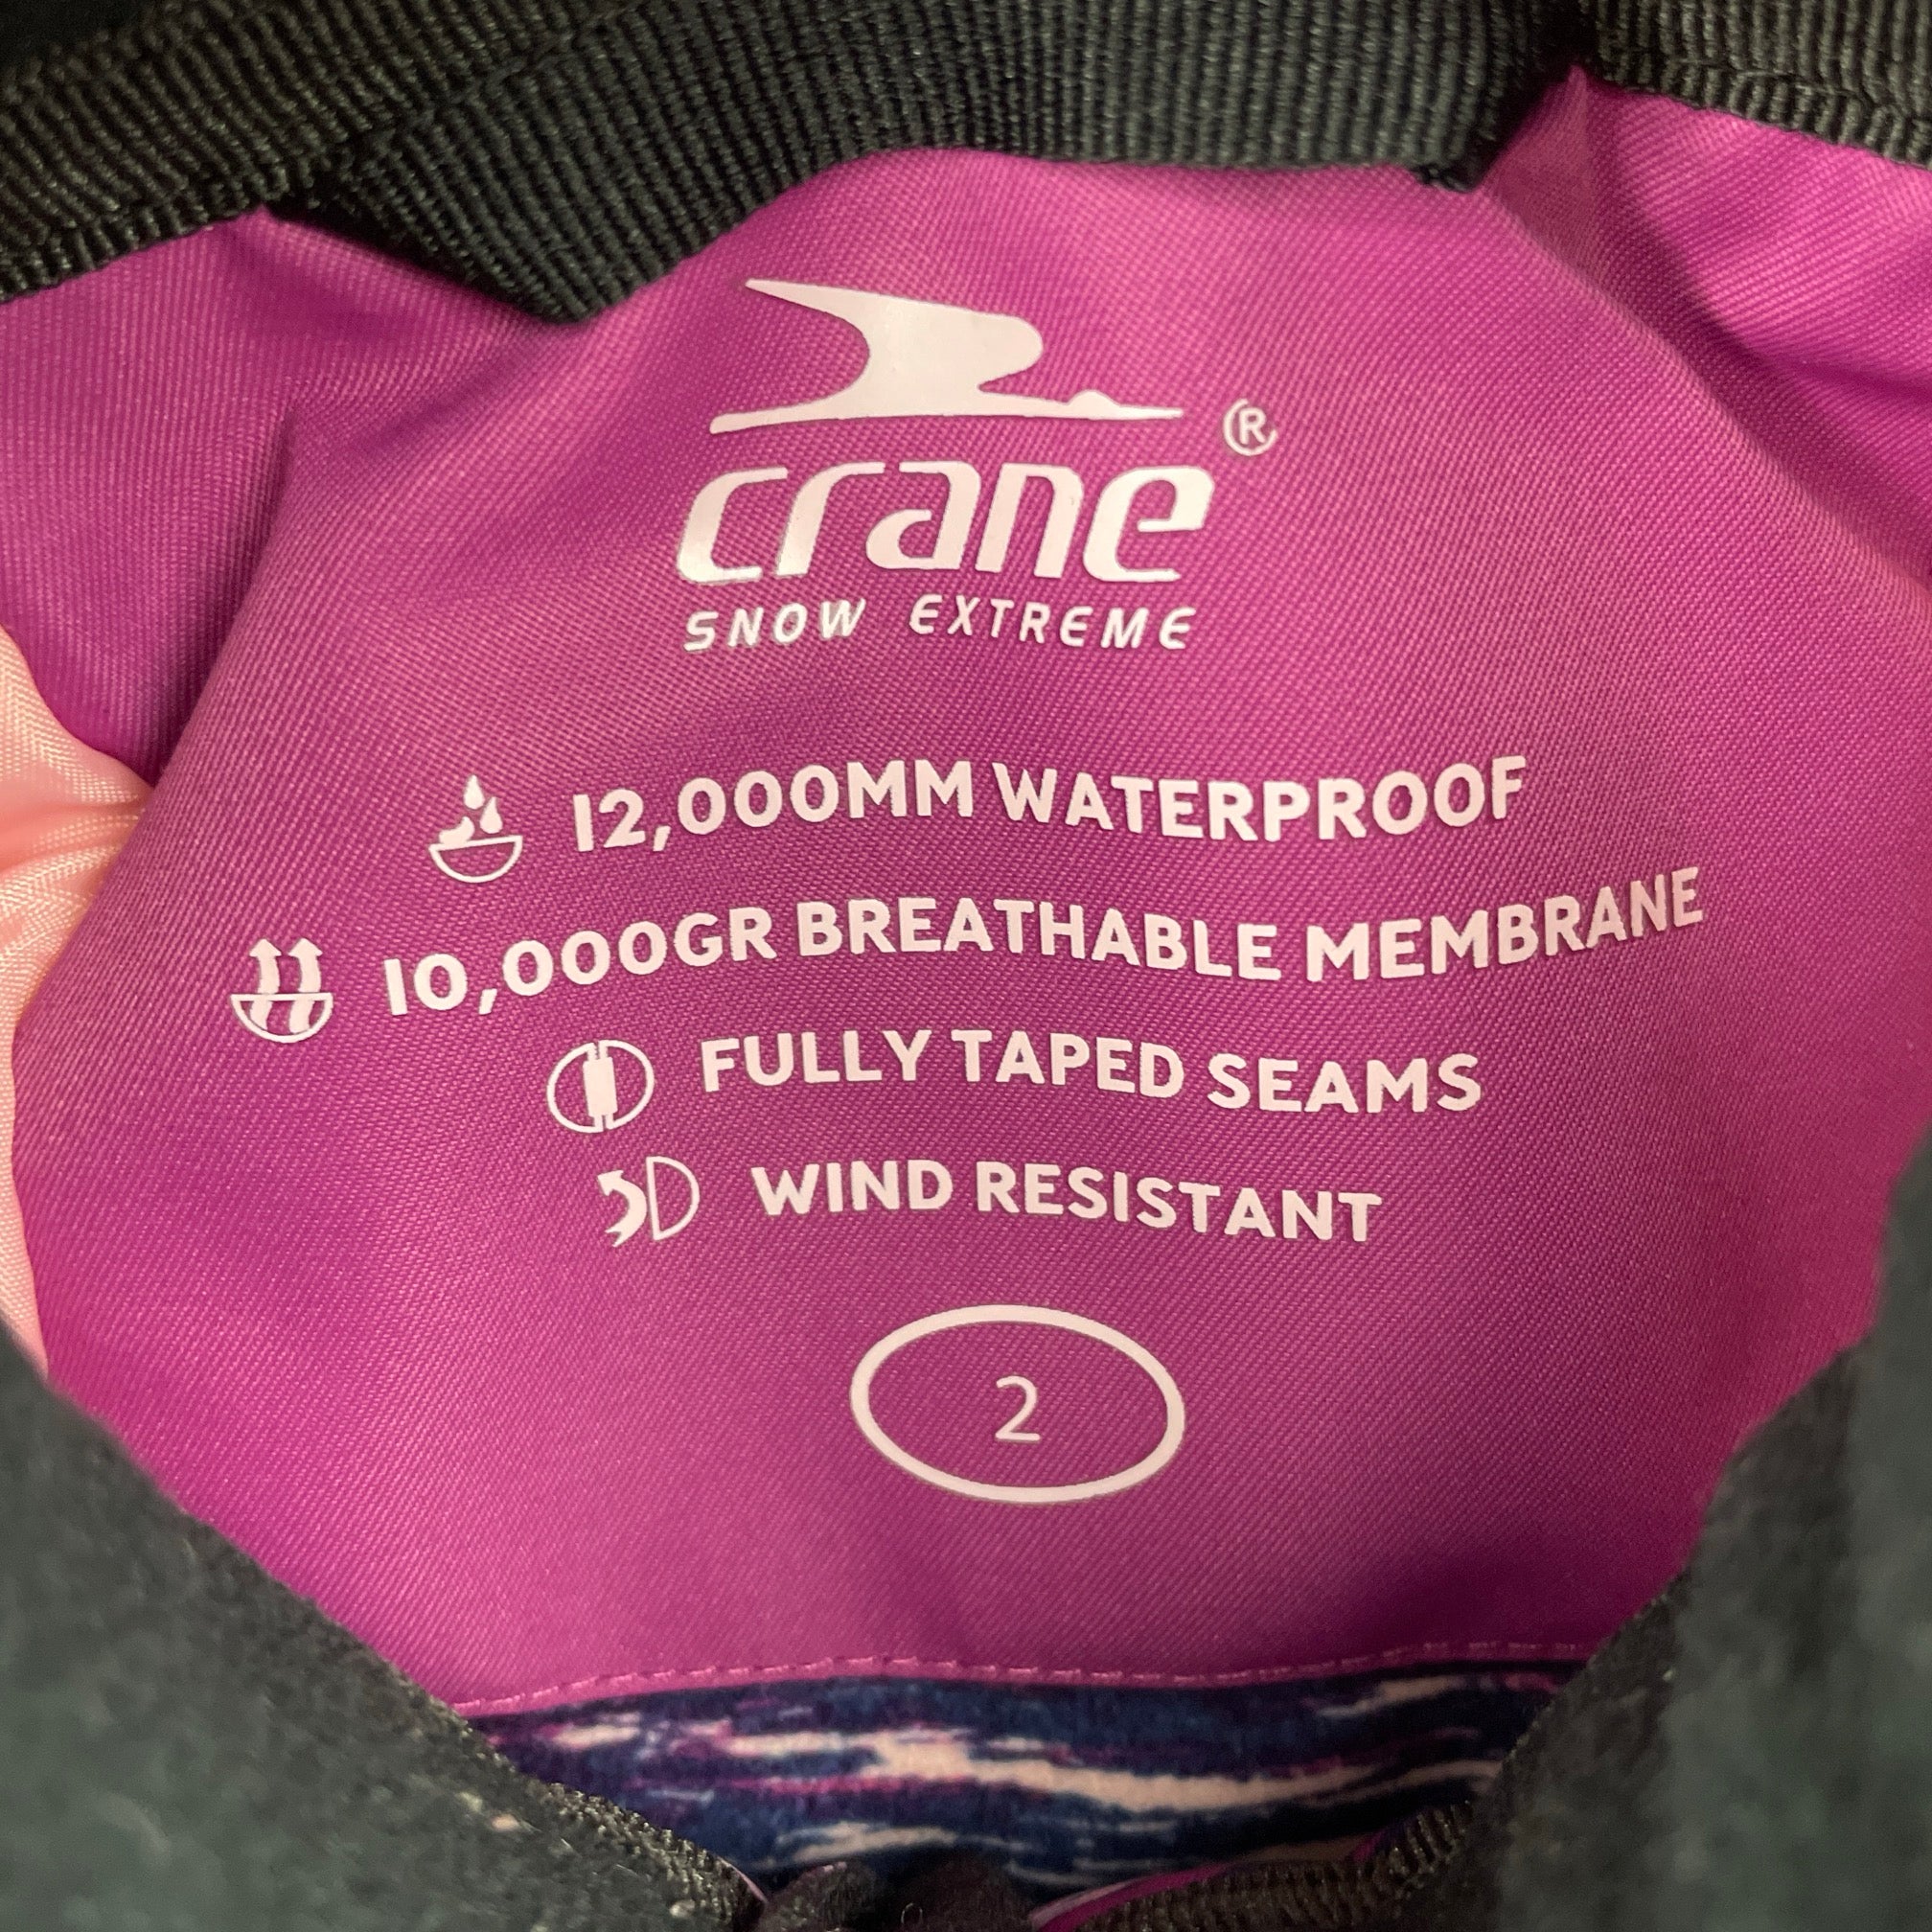 crane®
SNOW EXTREME
12,000MM WATERPROOF
10,000GR BREATHABLE MEMBRANE
FULLY TAPED SEAMS
WIND RESISTANT
2